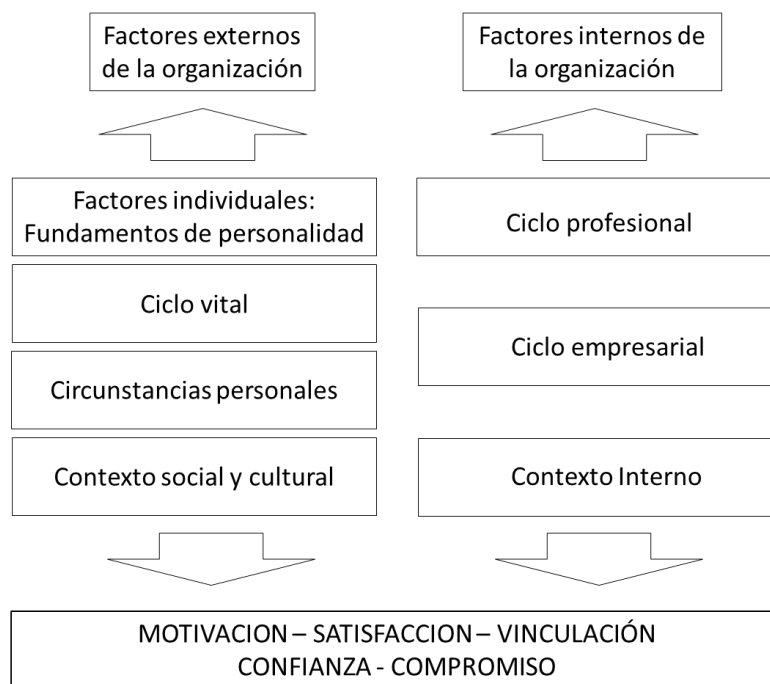 Factores externos
de la organización
Factores internos de
la organización
Factores individuales:
Fundamentos de personalidad
Ciclo vital
Circunstancias personales
Contexto social y cultural
Ciclo profesional
Ciclo empresarial
Contexto Interno
MOTIVACION – SATISFACCION – VINCULACIÓN
CONFIANZA - COMPROMISO